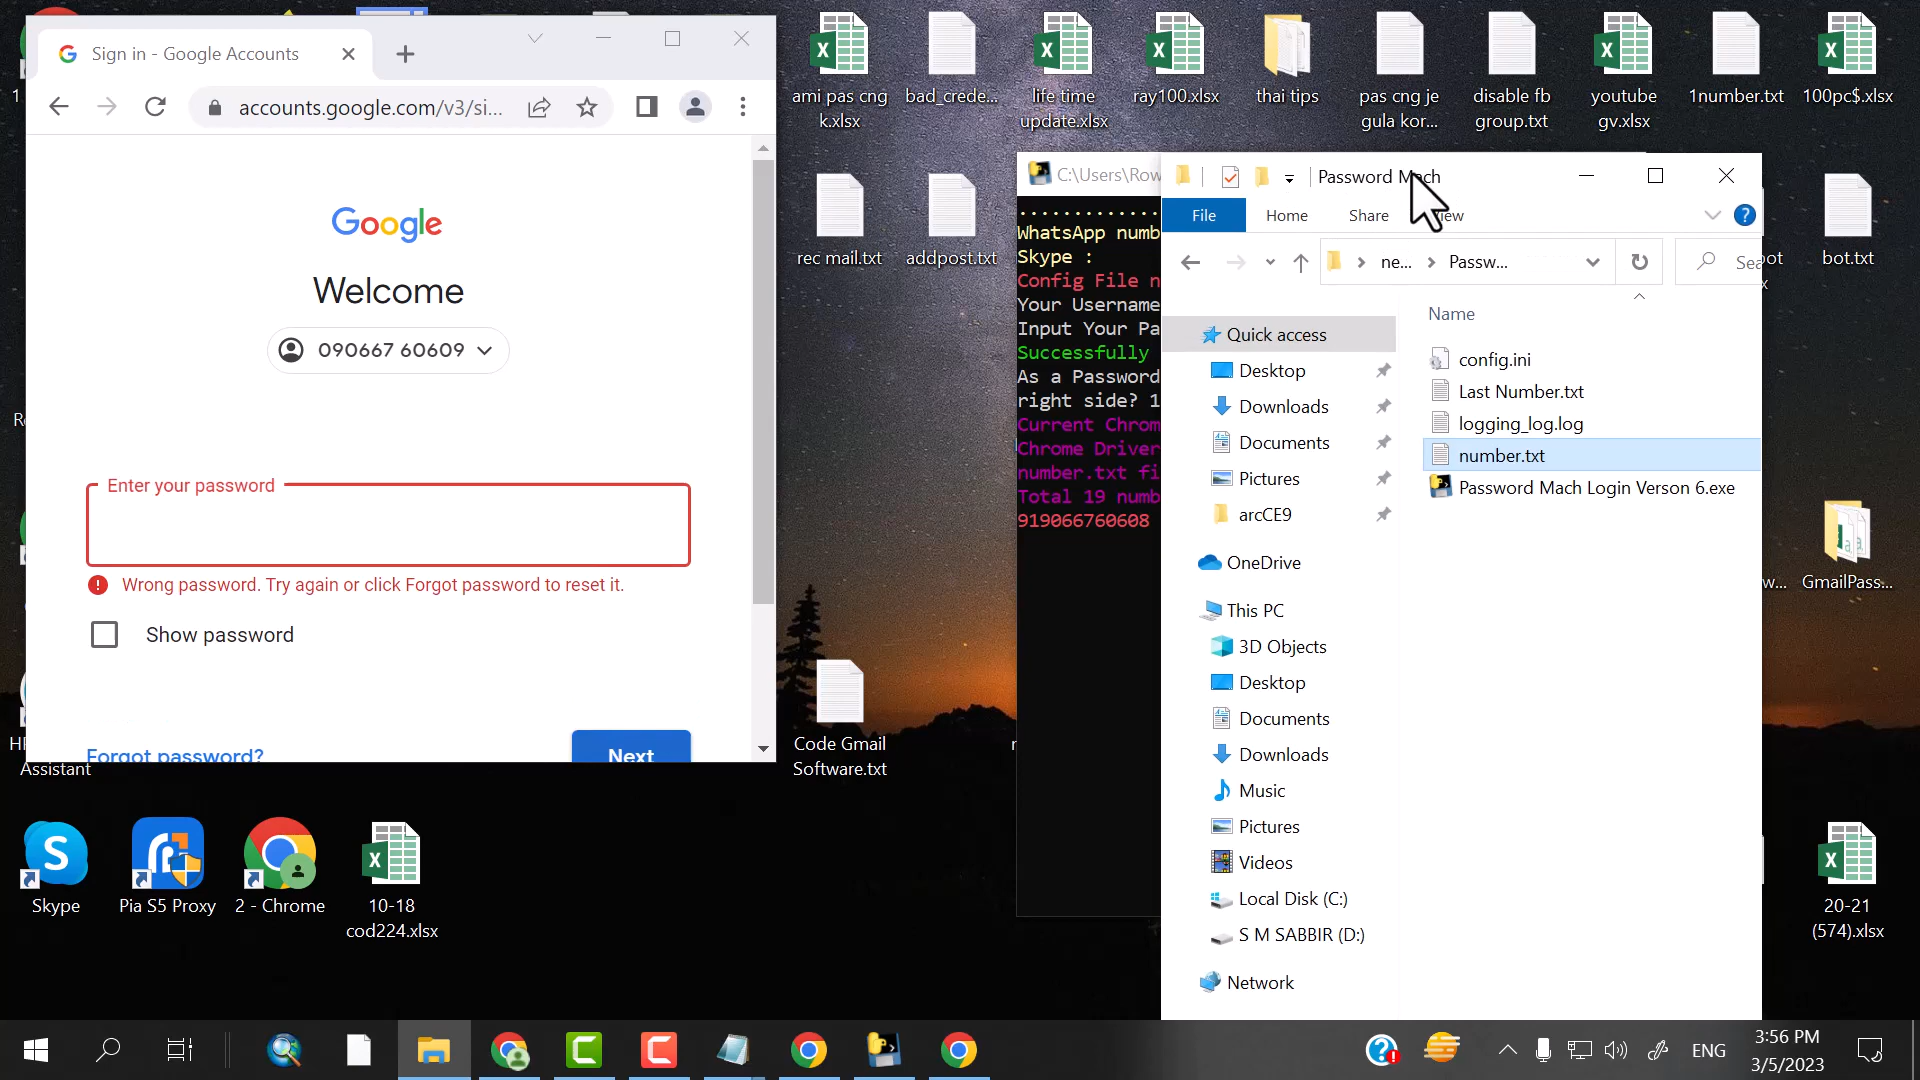 Sign in - Google Accounts
accounts.google.com/v3/si...
Google
Welcome
090667 60609
Enter your password
Wrong password. Try again or click Forgot password to reset it.
Show password
Forgot password?
Next
ami pas cng
k.xlsx
bad_crede...
life time
update.xlsx
ray100.xlsx
thai tips
pas cng je
gula kor...
disable fb
group.txt
youtube
gv.xlsx
1number.txt
100pc$.xlsx
rec mail.txt
addpost.txt
bot.txt
C:\Users\Row
WhatsApp numb
Skype :
Config File n
Your Username
Input Your Pa
Successfully
As a Password
right side? 1
Current Chrom
Chrome Driver
number.txt fi
Total 19 numb
919066760608
Password Mach
File
Home
Share
ne...
Passw...
Sea
Name
Quick access
Desktop
Downloads
Documents
Pictures
arcCE9
OneDrive
This PC
3D Objects
Desktop
Documents
Downloads
Music
Pictures
Videos
Local Disk (C:)
S M SABBIR (D:)
Network
config.ini
Last Number.txt
logging_log.log
number.txt
Password Mach Login Verson 6.exe
GmailPass...
Code Gmail
Software.txt
Assistant
Skype
Pia S5 Proxy
2 - Chrome
10-18
cod224.xlsx
20-21
(574).xlsx
ENG
3:56 PM
3/5/2023